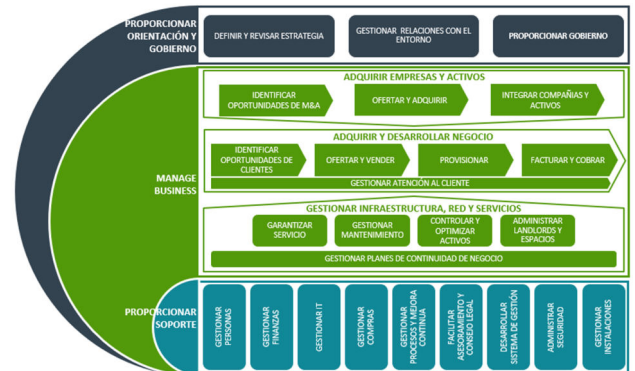 PROPORCIONAR
ORIENTACIÓN Y
GOBIERNO
DEFINIR Y REVISAR ESTRATEGIA
GESTIONAR RELACIONES CON EL
ENTORNO
PROPORCIONAR GOBIERNO
MANAGE
BUSINESS
ADQUIRIR EMPRESAS Y ACTIVOS
IDENTIFICAR
OPORTUNIDADES DE M&A
OFERTAR Y ADQUIRIR
INTEGRAR COMPAÑÍAS Y
ACTIVOS
ADQUIRIR Y DESARROLLAR NEGOCIO
IDENTIFICAR
OPORTUNIDADES DE
CLIENTES
OFERTAR Y VENDER
PROVISIONAR
FACTURAR Y COBRAR
GESTIONAR ATENCIÓN AL CLIENTE
GESTIONAR INFRAESTRUCTURA, RED Y SERVICIOS
GARANTIZAR
SERVICIO
GESTIONAR
MANTENIMIENTO
CONTROLAR Y
OPTIMIZAR
ACTIVOS
ADMINISTRAR
LANDLORDS Y
ESPACIOS
GESTIONAR PLANES DE CONTINUIDAD DE NEGOCIO
PROPORCIONAR
SOPORTE
GESTIONAR
PERSONAS
GESTIONAR
FINANZAS
GESTIONAR IT
GESTIONAR
COMPRAS
GESTIONAR
PROCESOS Y MEJORA
CONTINUA
FACILITAR
ASESORAMIENTO Y
CONSEJO LEGAL
DESARROLLAR
SISTEMA DE GESTIÓN
ADMINISTRAR
SEGURIDAD
GESTIONAR
INSTALACIONES